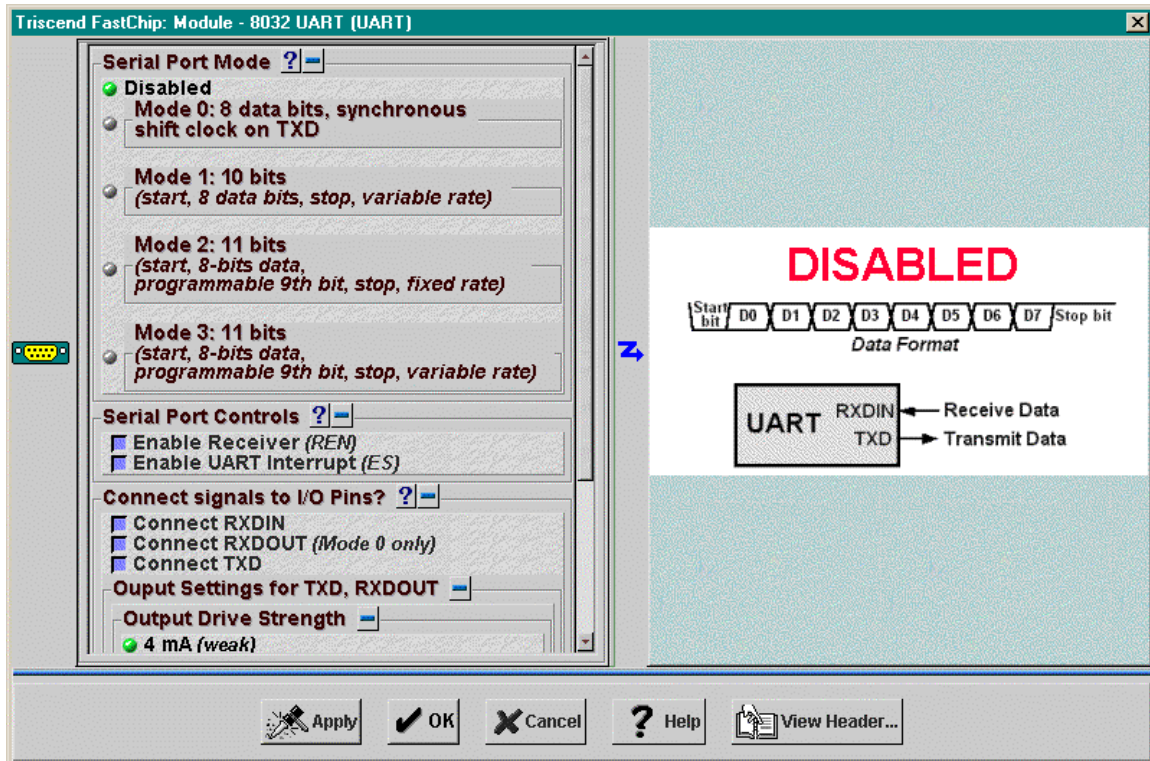 Triscend FastChip: Module - 8032 UART (UART)
Serial Port Mode ?
Disabled
Mode 0: 8 data bits, synchronous
shift clock on TXD
Mode 1: 10 bits
(start, 8 data bits, stop, variable rate)
Mode 2: 11 bits
(start, 8-bits data,
programmable 9th bit, stop, fixed rate)
Mode 3: 11 bits
(start, 8-bits data,
programmable 9th bit, stop, variable rate)
Serial Port Controls ?
Enable Receiver (REN)
Enable UART Interrupt (ES)
Connect signals to I/O Pins? ?
Connect RXDIN
Connect RXDOUT (Mode 0 only)
Connect TXD
Ouput Settings for TXD, RXDOUT
Output Drive Strength
4 mA (weak)
DISABLED
Start bit D0 D1 D2 D3 D4 D5 D6 D7 Stop bit
Data Format
UART RXDIN Receive Data
TXD Transmit Data
Apply OK Cancel ? Help View Header...